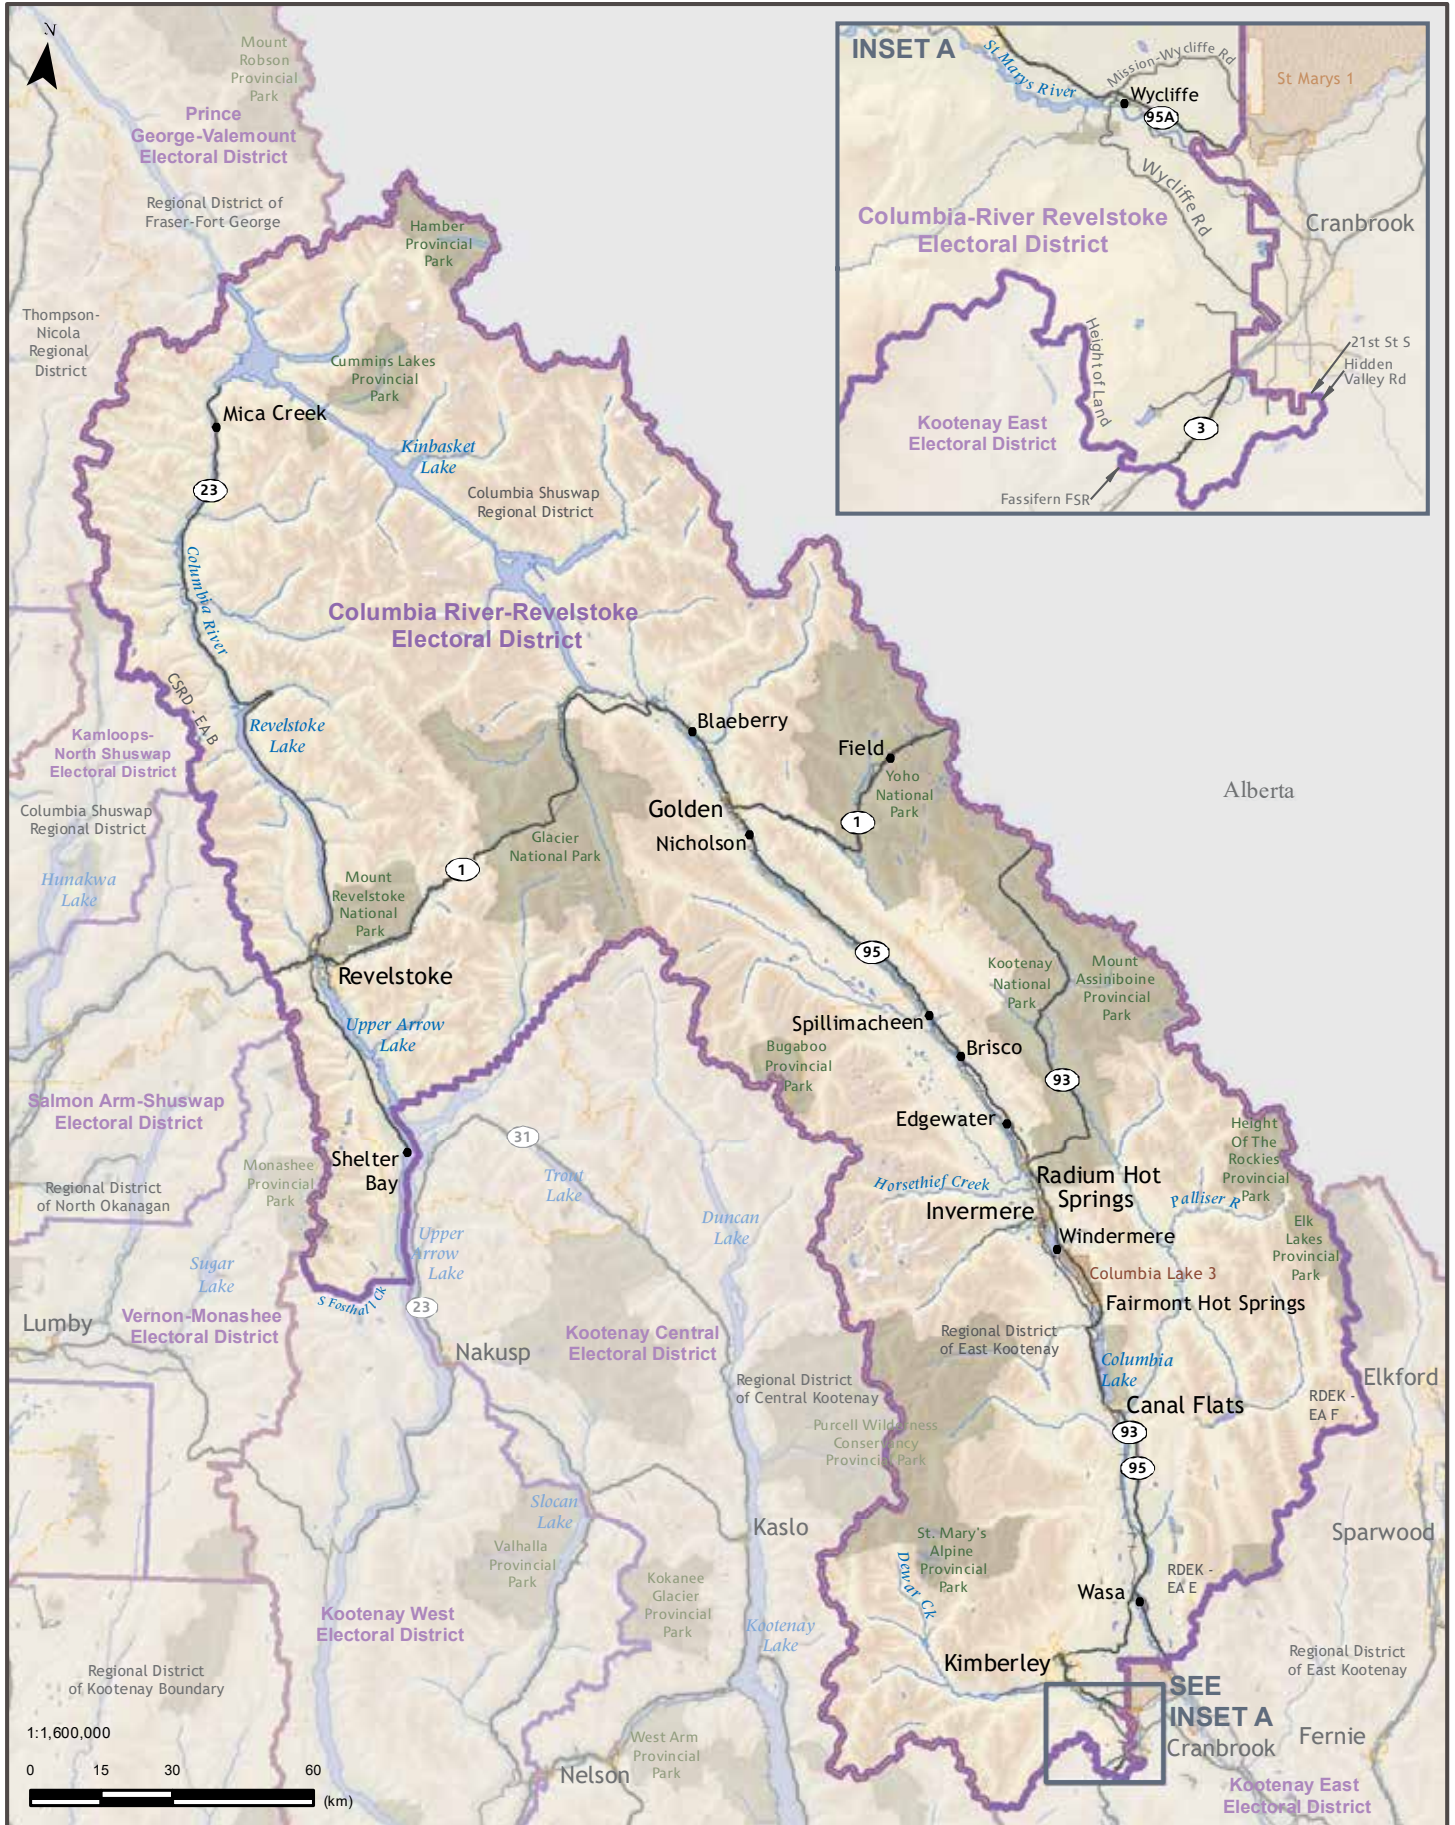 N
Mount
Robson
Provincial
Park
Prince
George-Valemount
Electoral District
Regional District of
Fraser-Fort George
Hamber
Provincial
Park
Thompson-
Nicola
Regional
District
Cummins Lakes
Provincial
Park
Mica Creek
Kinbasket
Lake
23
Columbia Shuswap
Regional District
Columbia River
Columbia River-Revelstoke
Electoral District
CSRD - EA B
Revelstoke
Lake
Kamloops-
North Shuswap
Electoral District
Columbia Shuswap
Regional District
Hunakwa
Lake
Blaeberry
Field
Yoho
National
Park
Golden
1
Nicholson
Glacier
National Park
1
Mount
Revelstoke
National
Park
Alberta
Revelstoke
95
Kootenay
National
Park
Mount
Assiniboine
Provincial
Park
Upper Arrow
Lake
Spillimacheen
Brisco
Bugaboo
Provincial
Park
93
Salmon Arm-Shuswap
Electoral District
Edgewater
31
Height
Of The
Rockies
Provincial
Park
Shelter
Bay
Monashee
Provincial
Park
Trout
Lake
Regional District
of North Okanagan
Radium Hot
Springs
Horsethief Creek
Palliser R
Invermere
Duncan
Lake
Upper
Arrow
Lake
Windermere
Elk
Lakes
Provincial
Park
Sugar
Lake
Columbia Lake 3
S Fosthall Ck
23
Fairmont Hot Springs
Lumby
Vernon-Monashee
Electoral District
Kootenay Central
Electoral District
Regional District
of East Kootenay
Nakusp
Columbia
Lake
Elkford
Regional District
of Central Kootenay
Canal Flats
RDEK -
EA F
Purcell Wilderness
Conservancy
Provincial Park
93
95
Slocan
Lake
Kaslo
St. Mary's
Alpine
Provincial
Park
Sparwood
Valhalla
Provincial
Park
Dewar Ck
RDEK -
EA E
Kokanee
Glacier
Provincial
Park
Wasa
Kootenay West
Electoral District
Kootenay
Lake
Regional District
of East Kootenay
Kimberley
Regional District
of Kootenay Boundary
SEE
INSET A
Cranbrook
Fernie
West Arm
Provincial
Park
Nelson
Kootenay East
Electoral District
1:1,600,000
0 15 30 60
(km)
INSET A
St Marys River
Mission-Wycliffe Rd
St Marys 1
Wycliffe
95A
Wycliffe Rd
Columbia-River Revelstoke
Electoral District
Cranbrook
Height of Land
21st St S
Hidden
Valley Rd
Kootenay East
Electoral District
3
Fassifern FSR